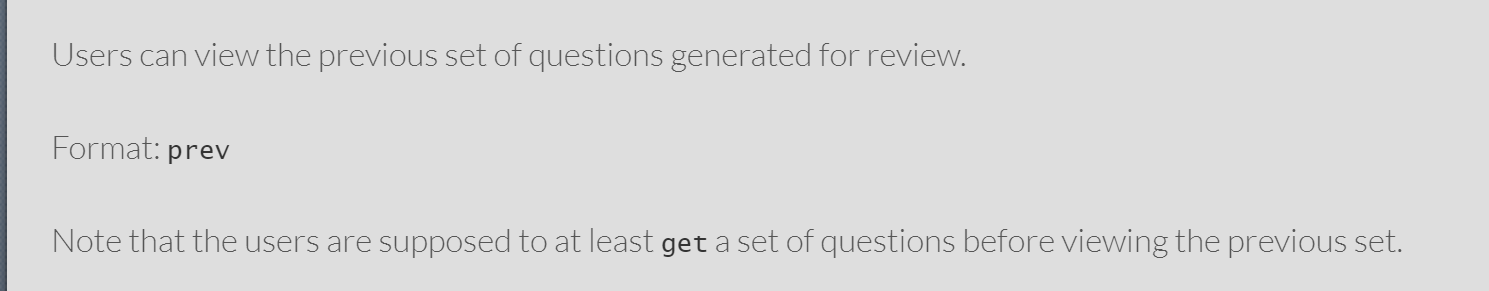 Users can view the previous set of questions generated for review.
Format: prev
Note that the users are supposed to at least get a set of questions before viewing the previous set.